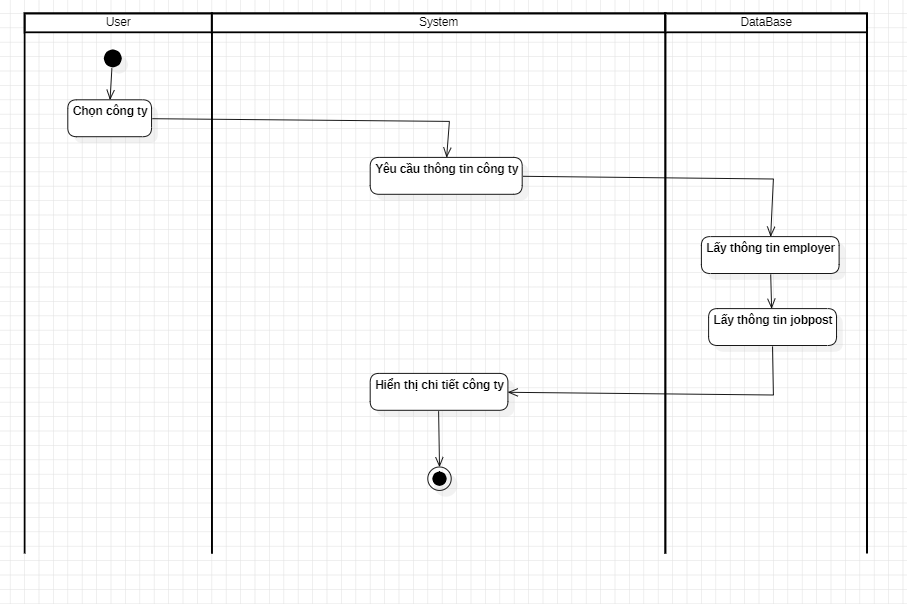 User
System
DataBase
Chọn công ty
Yêu cầu thông tin công ty
Lấy thông tin employer
Lấy thông tin jobpost
Hiển thị chi tiết công ty